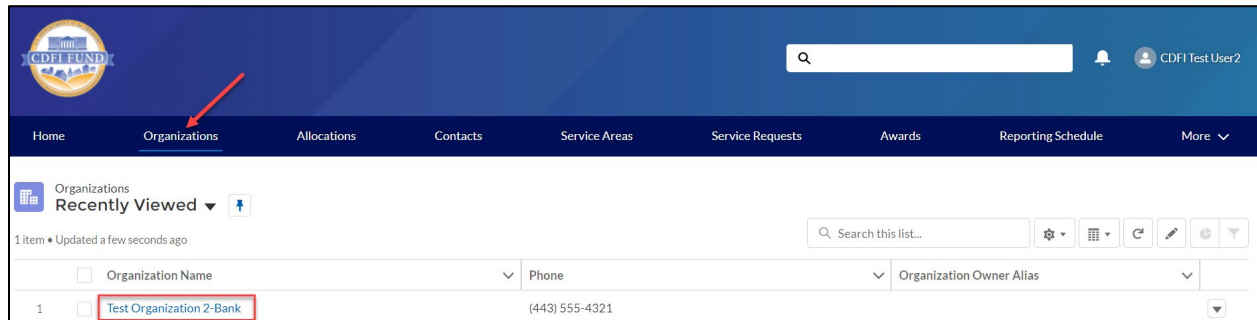 CDFI FUND
CDFI Test User2
Home Organizations Allocations Contacts Service Areas Service Requests Awards Reporting Schedule More
Organizations
Recently Viewed
1 item • Updated a few seconds ago
Search this list...
Organization Name Phone Organization Owner Alias
1 Test Organization 2-Bank (443) 555-4321